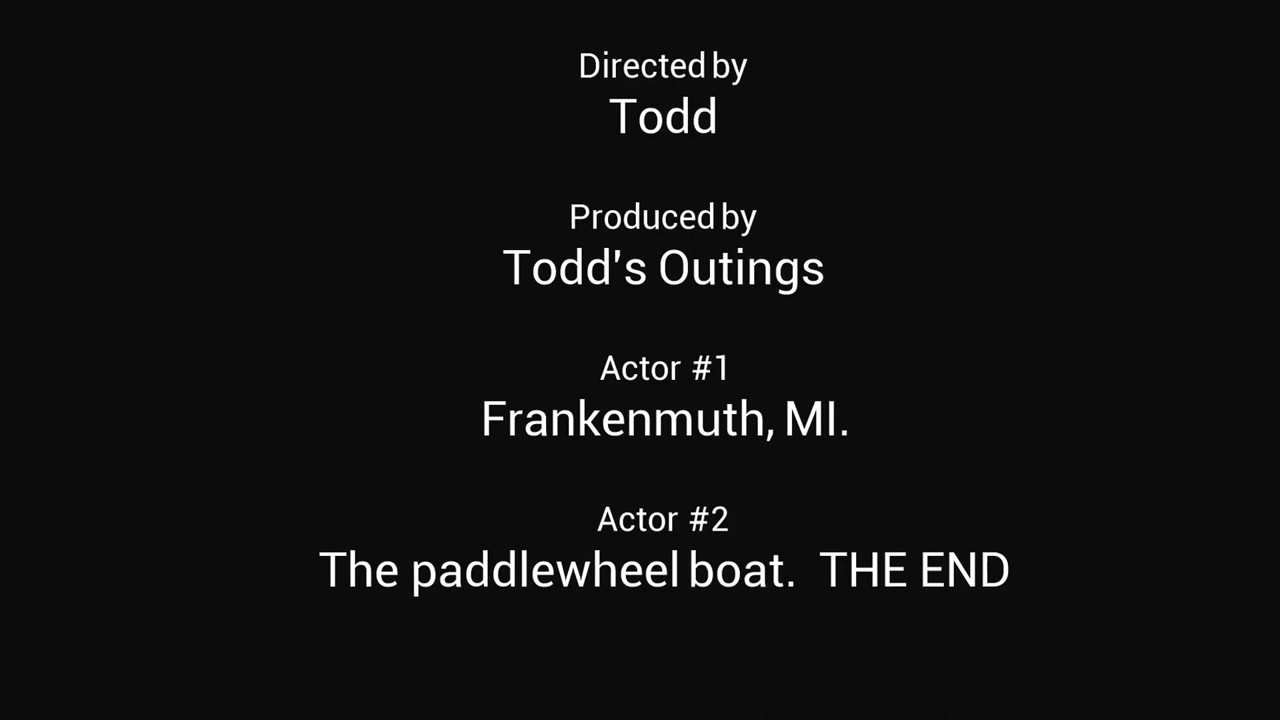 Directed by
Todd
Produced by
Todd's Outings
Actor #1
Frankenmuth, MI.
Actor #2
The paddlewheel boat.  THE END